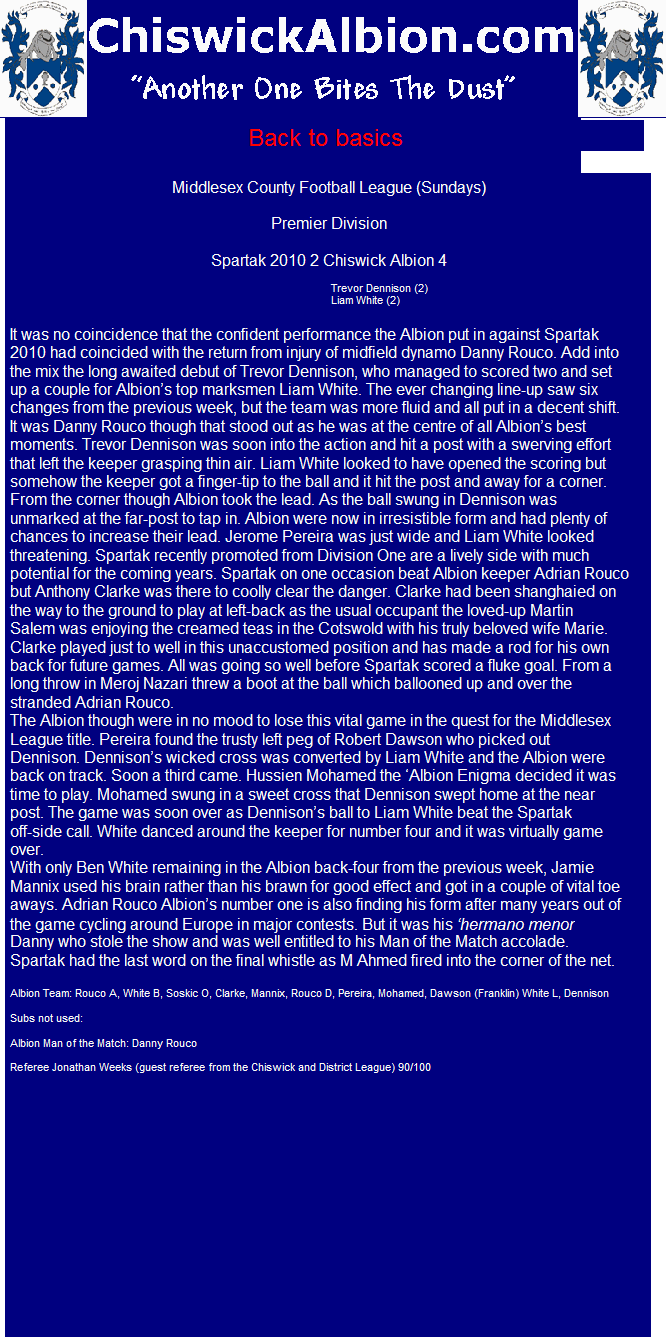 ChiswickAlbion.com
"Another One Bites The Dust"
Back to basics
Middlesex County Football League (Sundays)
Premier Division
Spartak 2010 2 Chiswick Albion 4
Trevor Dennison (2)
Liam White (2)
It was no coincidence that the confident performance the Albion put in against Spartak
2010 had coincided with the return from injury of midfield dynamo Danny Rouco. Add into
the mix the long awaited debut of Trevor Dennison, who managed to scored two and set
up a couple for Albion’s top marksmen Liam White. The ever changing line-up saw six
changes from the previous week, but the team was more fluid and all put in a decent shift.
It was Danny Rouco though that stood out as he was at the centre of all Albion’s best
moments. Trevor Dennison was soon into the action and hit a post with a swerving effort
that left the keeper grasping thin air. Liam White looked to have opened the scoring but
somehow the keeper got a finger-tip to the ball and it hit the post and away for a corner.
From the corner though Albion took the lead. As the ball swung in Dennison was
unmarked at the far-post to tap in. Albion were now in irresistible form and had plenty of
chances to increase their lead. Jerome Pereira was just wide and Liam White looked
threatening. Spartak recently promoted from Division One are a lively side with much
potential for the coming years. Spartak on one occasion beat Albion keeper Adrian Rouco
but Anthony Clarke was there to coolly clear the danger. Clarke had been shanghaied on
the way to the ground to play at left-back as the usual occupant the loved-up Martin
Salem was enjoying the creamed teas in the Cotswold with his truly beloved wife Marie.
Clarke played just to well in this unaccustomed position and has made a rod for his own
back for future games. All was going so well before Spartak scored a fluke goal. From a
long throw in Meroj Nazari threw a boot at the ball which ballooned up and over the
stranded Adrian Rouco.
The Albion though were in no mood to lose this vital game in the quest for the Middlesex
League title. Pereira found the trusty left peg of Robert Dawson who picked out
Dennison. Dennison’s wicked cross was converted by Liam White and the Albion were
back on track. Soon a third came. Hussien Mohamed the ‘Albion Enigma decided it was
time to play. Mohamed swung in a sweet cross that Dennison swept home at the near
post. The game was soon over as Dennison’s ball to Liam White beat the Spartak
off-side call. White danced around the keeper for number four and it was virtually game
over.
With only Ben White remaining in the Albion back-four from the previous week, Jamie
Mannix used his brain rather than his brawn for good effect and got in a couple of vital toe
aways. Adrian Rouco Albion’s number one is also finding his form after many years out of
the game cycling around Europe in major contests. But it was his ‘hermano menor
Danny who stole the show and was well entitled to his Man of the Match accolade.
Spartak had the last word on the final whistle as M Ahmed fired into the corner of the net.
Albion Team: Rouco A, White B, Soskic O, Clarke, Mannix, Rouco D, Pereira, Mohamed, Dawson (Franklin) White L, Dennison
Subs not used:
Albion Man of the Match: Danny Rouco
Referee Jonathan Weeks (guest referee from the Chiswick and District League) 90/100